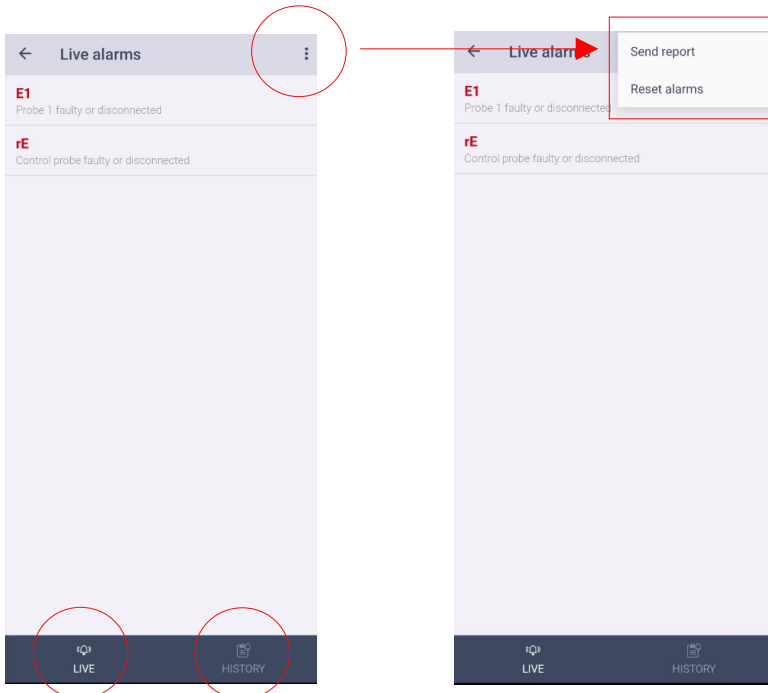 Live alarms
E1
Probe 1 faulty or disconnected
rE
Control probe faulty or disconnected
LIVE
HISTORY
Live alarms
Send report
Reset alarms
E1
Probe 1 faulty or disconnected
rE
Control probe faulty or disconnected
LIVE
HISTORY